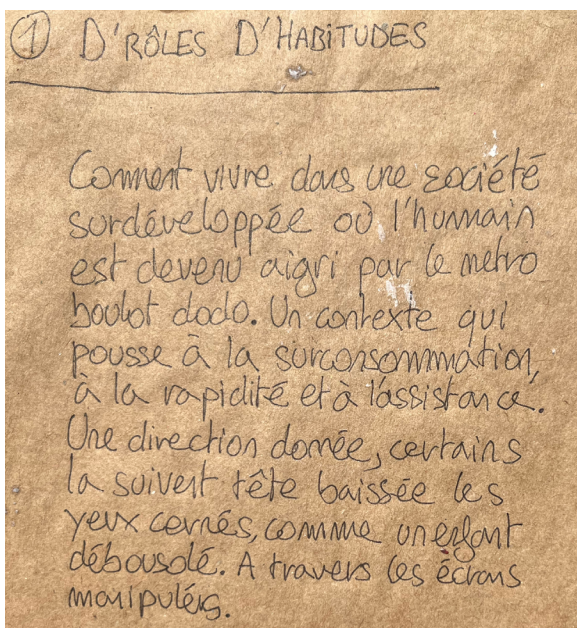 ① D'RÔLES D'HABITUDES
Comment vivre dans une société
surdéveloppée où l'humain
est devenu aigri par le metro
boulot dodo. Un contexte qui
pousse à la surconsommation,
à la rapidité et à l'assistance.
Une direction donnée, certains
la suivent tête baissée les
yeux cernés, comme un enfant
débousolé. A travers les écrans
manipulés.